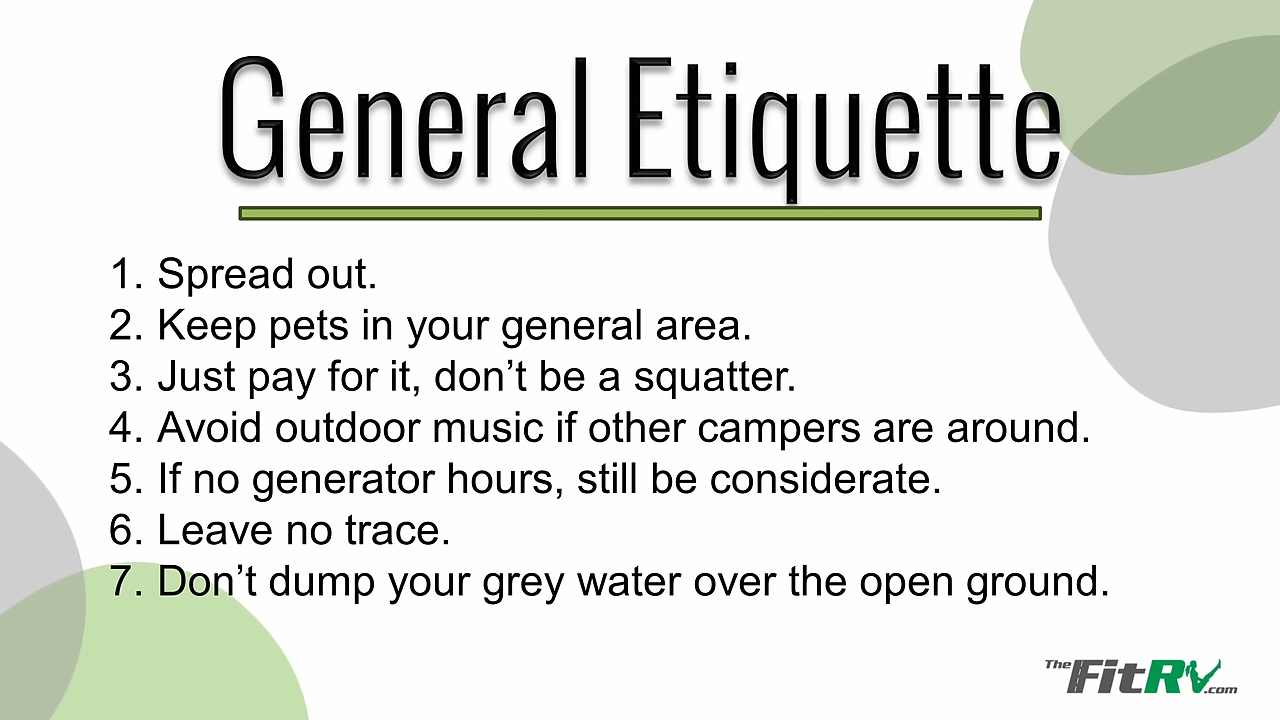 General Etiquette
1. Spread out.
2. Keep pets in your general area.
3. Just pay for it, don’t be a squatter.
4. Avoid outdoor music if other campers are around.
5. If no generator hours, still be considerate.
6. Leave no trace.
7. Don’t dump your grey water over the open ground.
The FitRV.com